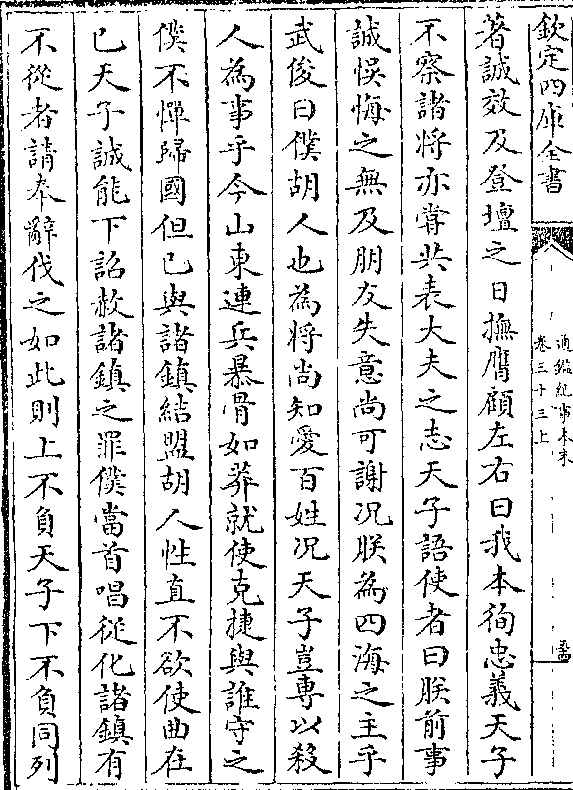 欽定四庫全書
通鑑紀事本末
卷三十三上
著誠效及登壇之日撫膺顧左右曰我本徇忠義天子
不察諸將亦嘗共表大夫之志天子語使者曰朕前事
誠悞悔之無及朋友失意尚可謝况朕為四海之主乎
武俊曰僕胡人也為將尚知愛百姓况天子豈專以殺
人為事乎今山東連兵暴骨如莽就使克捷與誰守之
僕不憚歸國但已與諸鎮結盟胡人性直不欲使曲在
已天子誠能下詔赦諸鎮之罪僕當首唱從化諸鎮有
不從者請奉辭伐之如此則上不負天子下不負同列